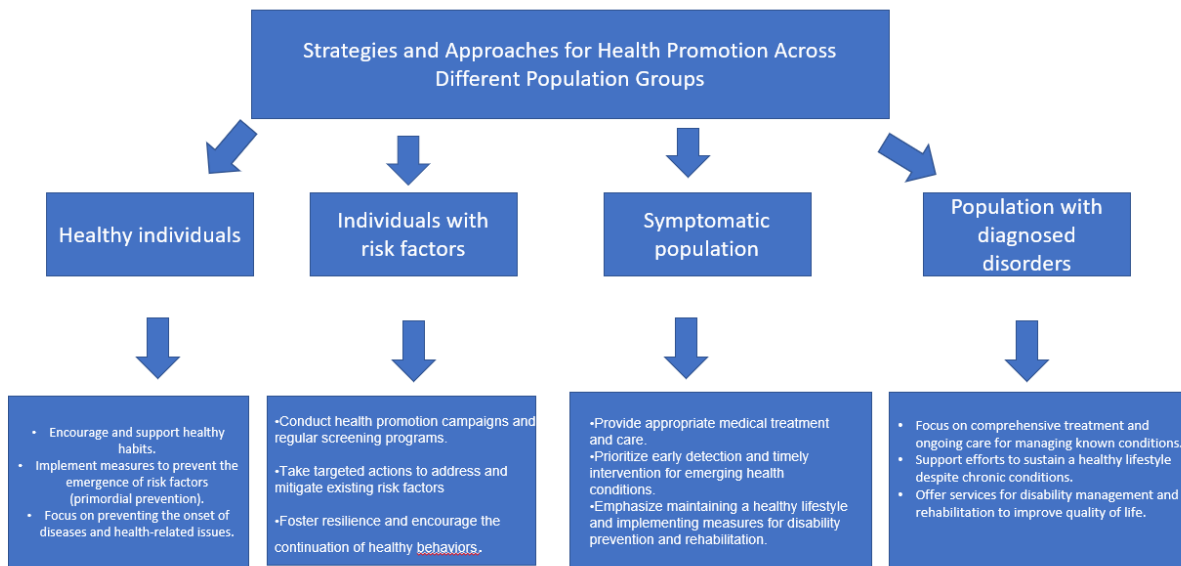 Strategies and Approaches for Health Promotion Across
Different Population Groups
Healthy individuals
Individuals with
risk factors
Symptomatic
population
Population with
diagnosed
disorders
• Encourage and support healthy
habits.
• Implement measures to prevent the
emergence of risk factors
(primordial prevention).
• Focus on preventing the onset of
diseases and health-related issues.
•Conduct health promotion campaigns and
regular screening programs.
•Take targeted actions to address and
mitigate existing risk factors
•Foster resilience and encourage the
continuation of healthy behaviors.
•Provide appropriate medical treatment
and care.
•Prioritize early detection and timely
intervention for emerging health
conditions.
•Emphasize maintaining a healthy lifestyle
and implementing measures for disability
prevention and rehabilitation.
• Focus on comprehensive treatment and
ongoing care for managing known conditions.
• Support efforts to sustain a healthy lifestyle
despite chronic conditions.
• Offer services for disability management and
rehabilitation to improve quality of life.